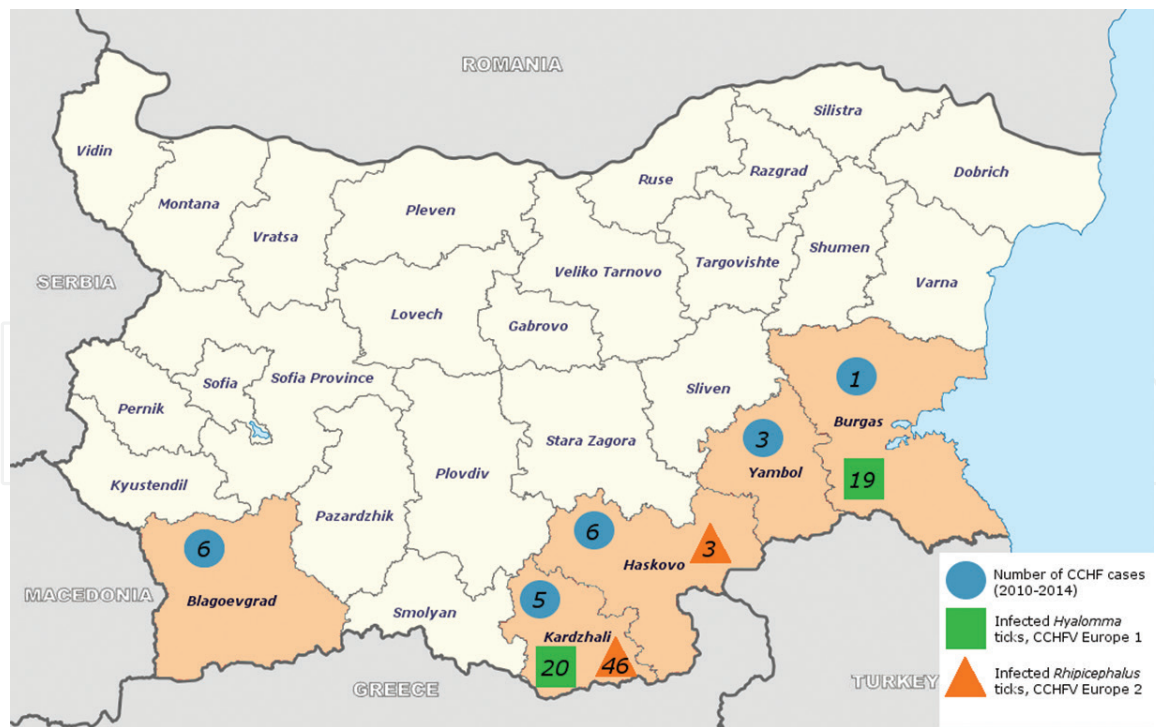 ROMANIA
Silistra
Vidin
Dobrich
Razgrad
Ruse
Montana
Pleven
Vratsa
Shumen
Targovishte
Veliko Tarnovo
Varna
SERBIA
Lovech
Gabrovo
Sofia
Sofia Province
1
Sliven
Pernik
Burgas
3
Stara Zagora
Yambol
Plovdiv
19
Kyustendil
Pazardzhik
6
6
3
Haskovo
MACEDONIA
Blagoevgrad
5
Smolyan
Kardzhali
20
46
GREECE
TURKEY
Number of CCHF cases
(2010-2014)
Infected Hyalomma
ticks, CCHFV Europe 1
Infected Rhipicephalus
ticks, CCHFV Europe 2